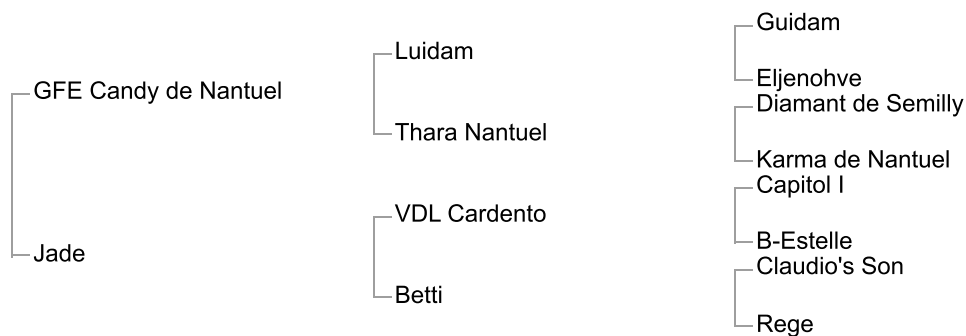 Guidam
Luidam
Eljenohve
GFE Candy de Nantuel
Diamant de Semilly
Thara Nantuel
Karma de Nantuel
Capitol I
VDL Cardento
B-Estelle
Jade
Claudio's Son
Betti
Rege